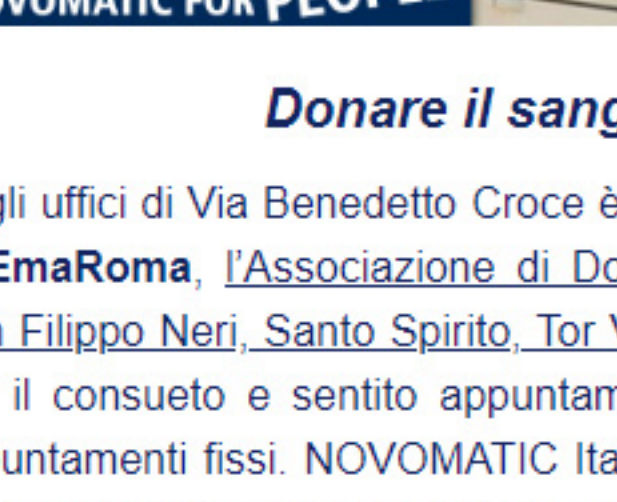 NOVOMATIC FOR PEOPLE
Donare il sang
gli uffici di Via Benedetto Croce è
EmaRoma, l'Associazione di Do
Filippo Neri, Santo Spirito, Tor V
il consueto e sentito appuntam
untamenti fissi. NOVOMATIC Ita